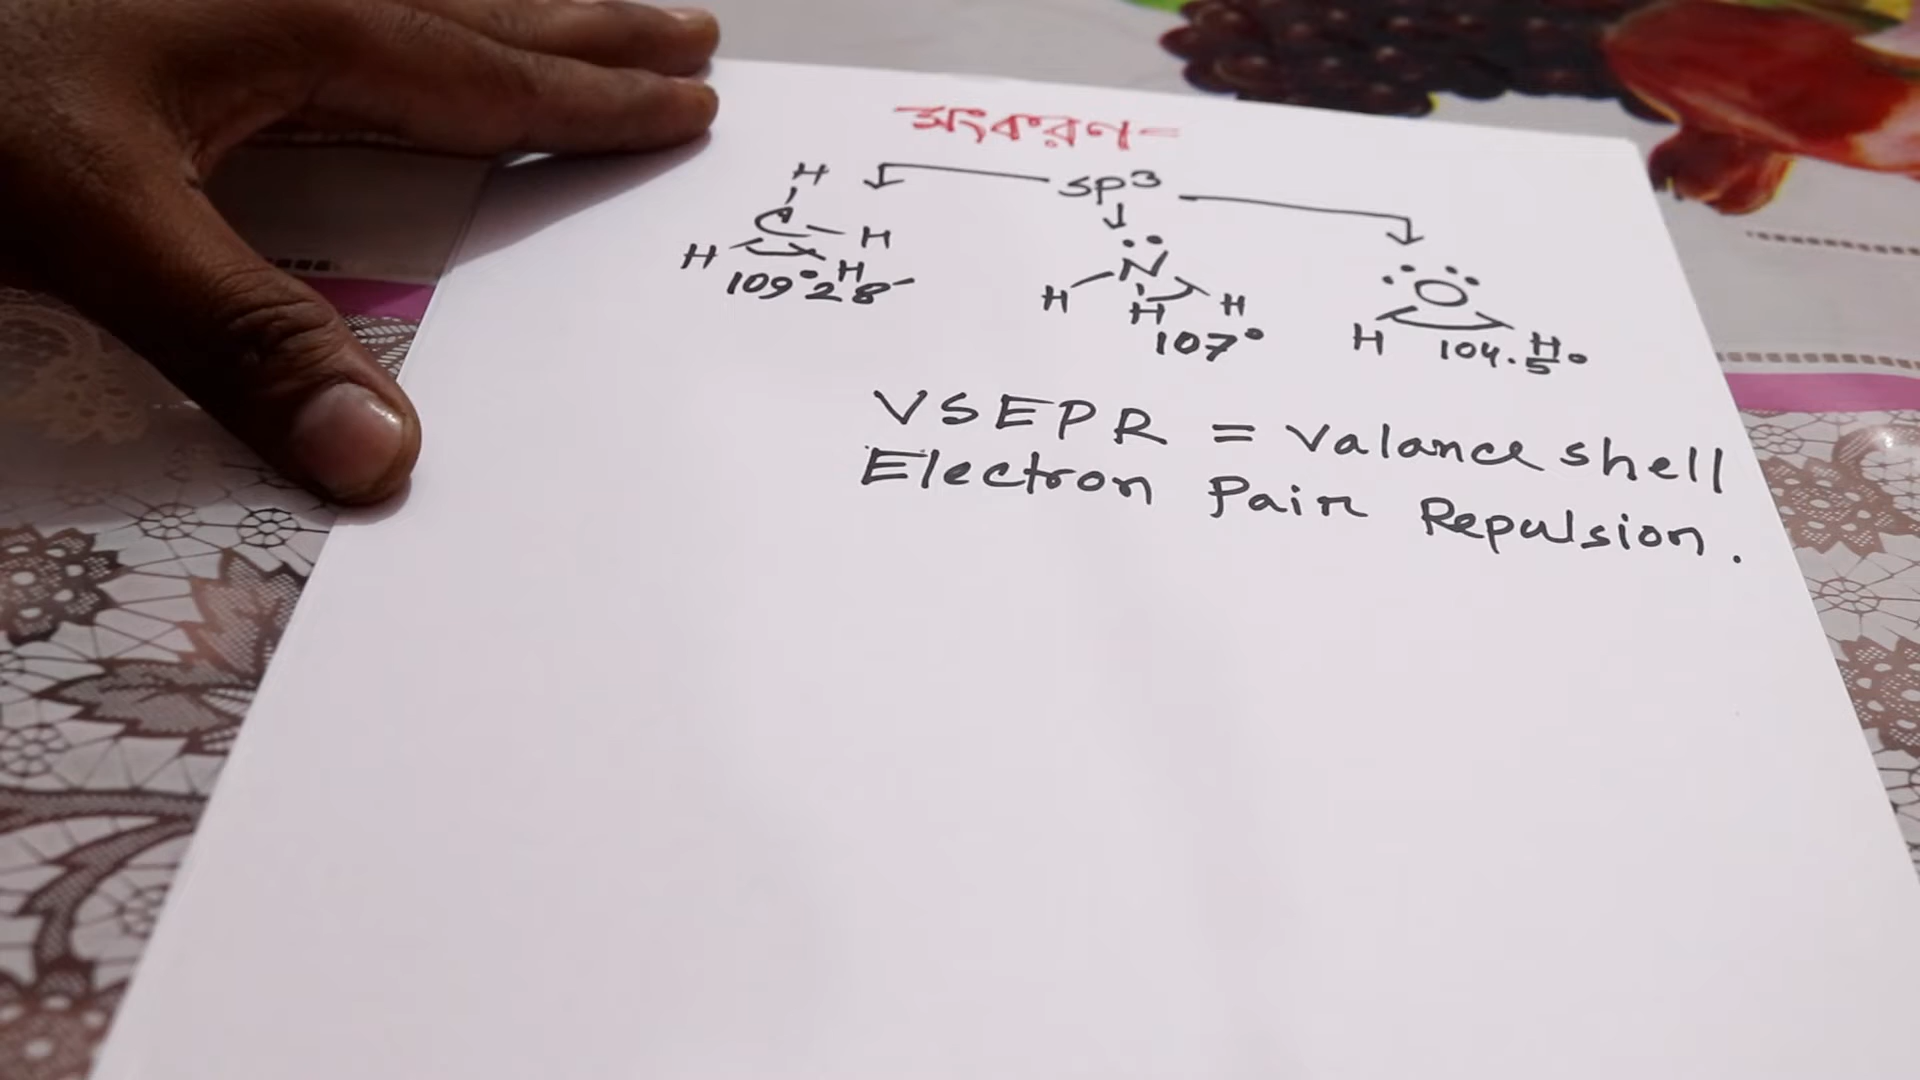 সংকরণ-
sp³
H
C H
H H
109°28'
N
H H H
107°
O
H H
104.5°
VSEPR = Valance shell
Electron Pair Repulsion.